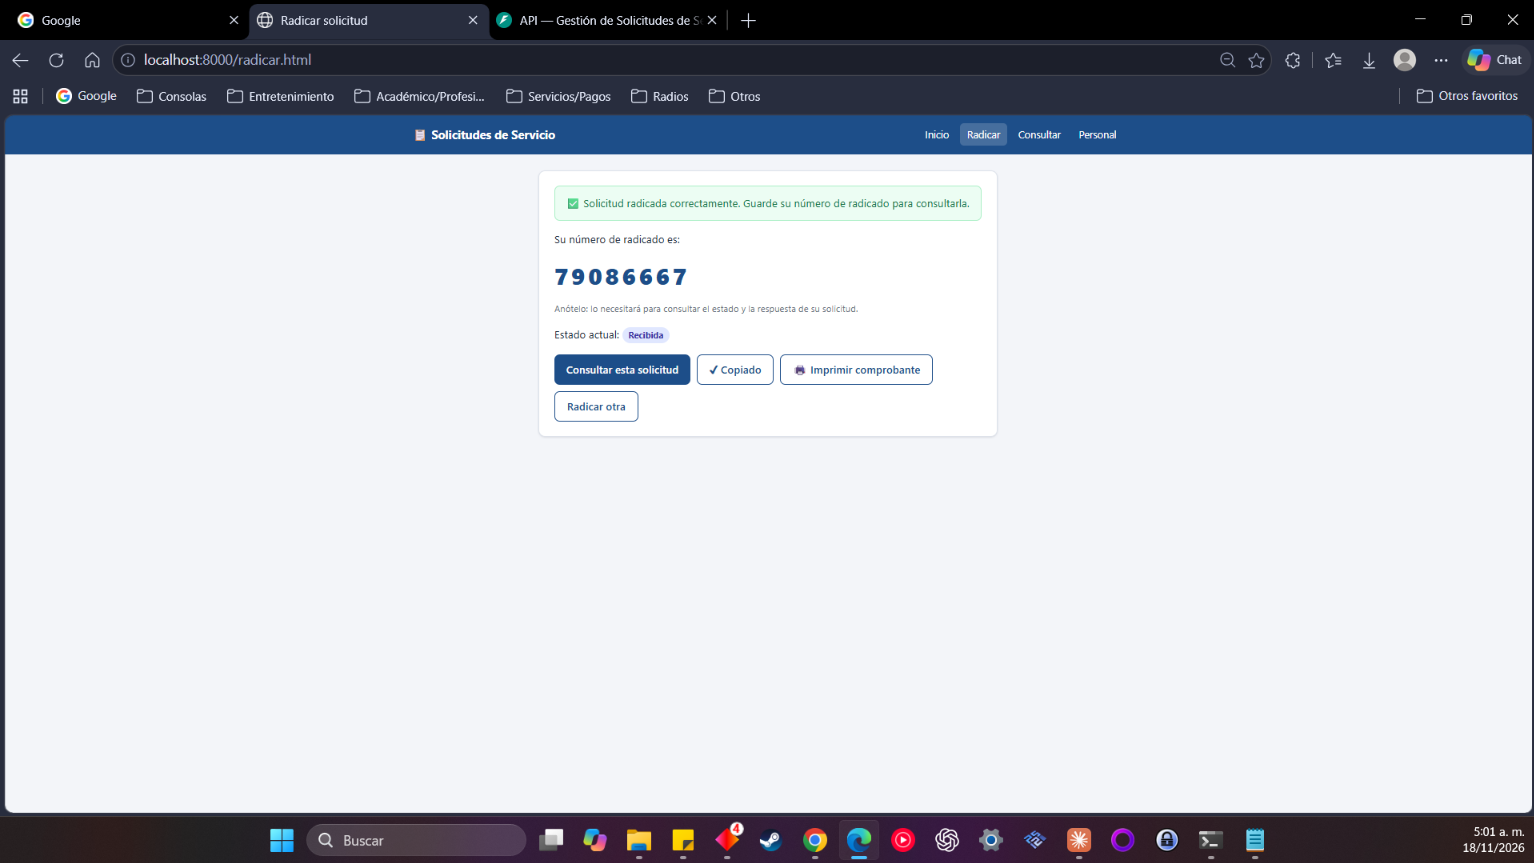 Google
Radicar solicitud
API — Gestión de Solicitudes de S
localhost:8000/radicar.html
Chat
Google
Consolas
Entretenimiento
Académico/Profesi...
Servicios/Pagos
Radios
Otros
Otros favoritos
Solicitudes de Servicio
Inicio
Radicar
Consultar
Personal
✅ Solicitud radicada correctamente. Guarde su número de radicado para consultarla.
Su número de radicado es:
79086667
Anótelo: lo necesitará para consultar el estado y la respuesta de su solicitud.
Estado actual: Recibida
Consultar esta solicitud
✓ Copiado
Imprimir comprobante
Radicar otra
Buscar
4
5:01 a. m.
18/11/2026